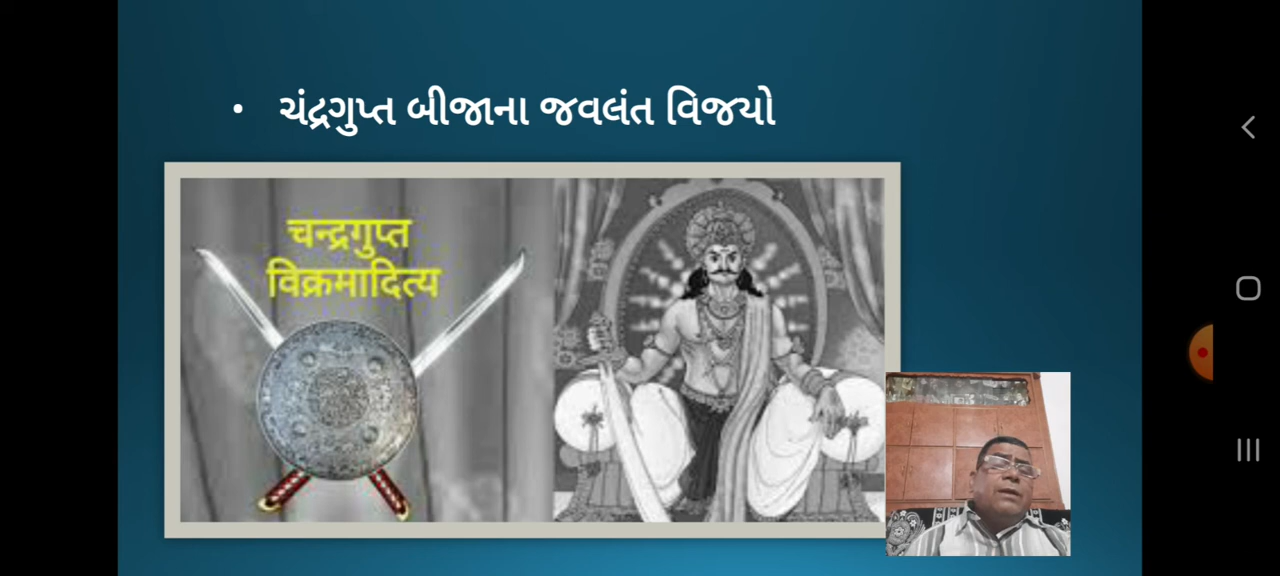 • ચંદ્રગુપ્ત બીજાના જવલંત વિજયો
चन्द्रगुप्त
विक्रमादित्य